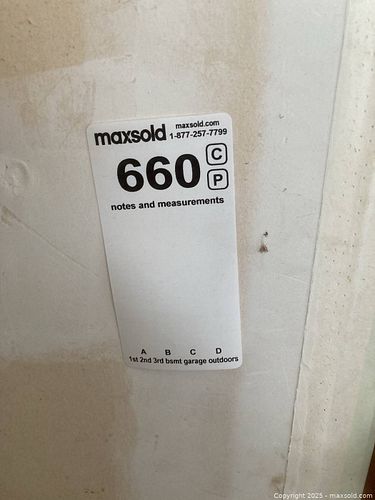 maxsold maxsold.com
1-877-257-7799
660 C
P
notes and measurements
A B C D
1st 2nd 3rd bsmt garage outdoors
Copyright © 2025 - maxsold.com